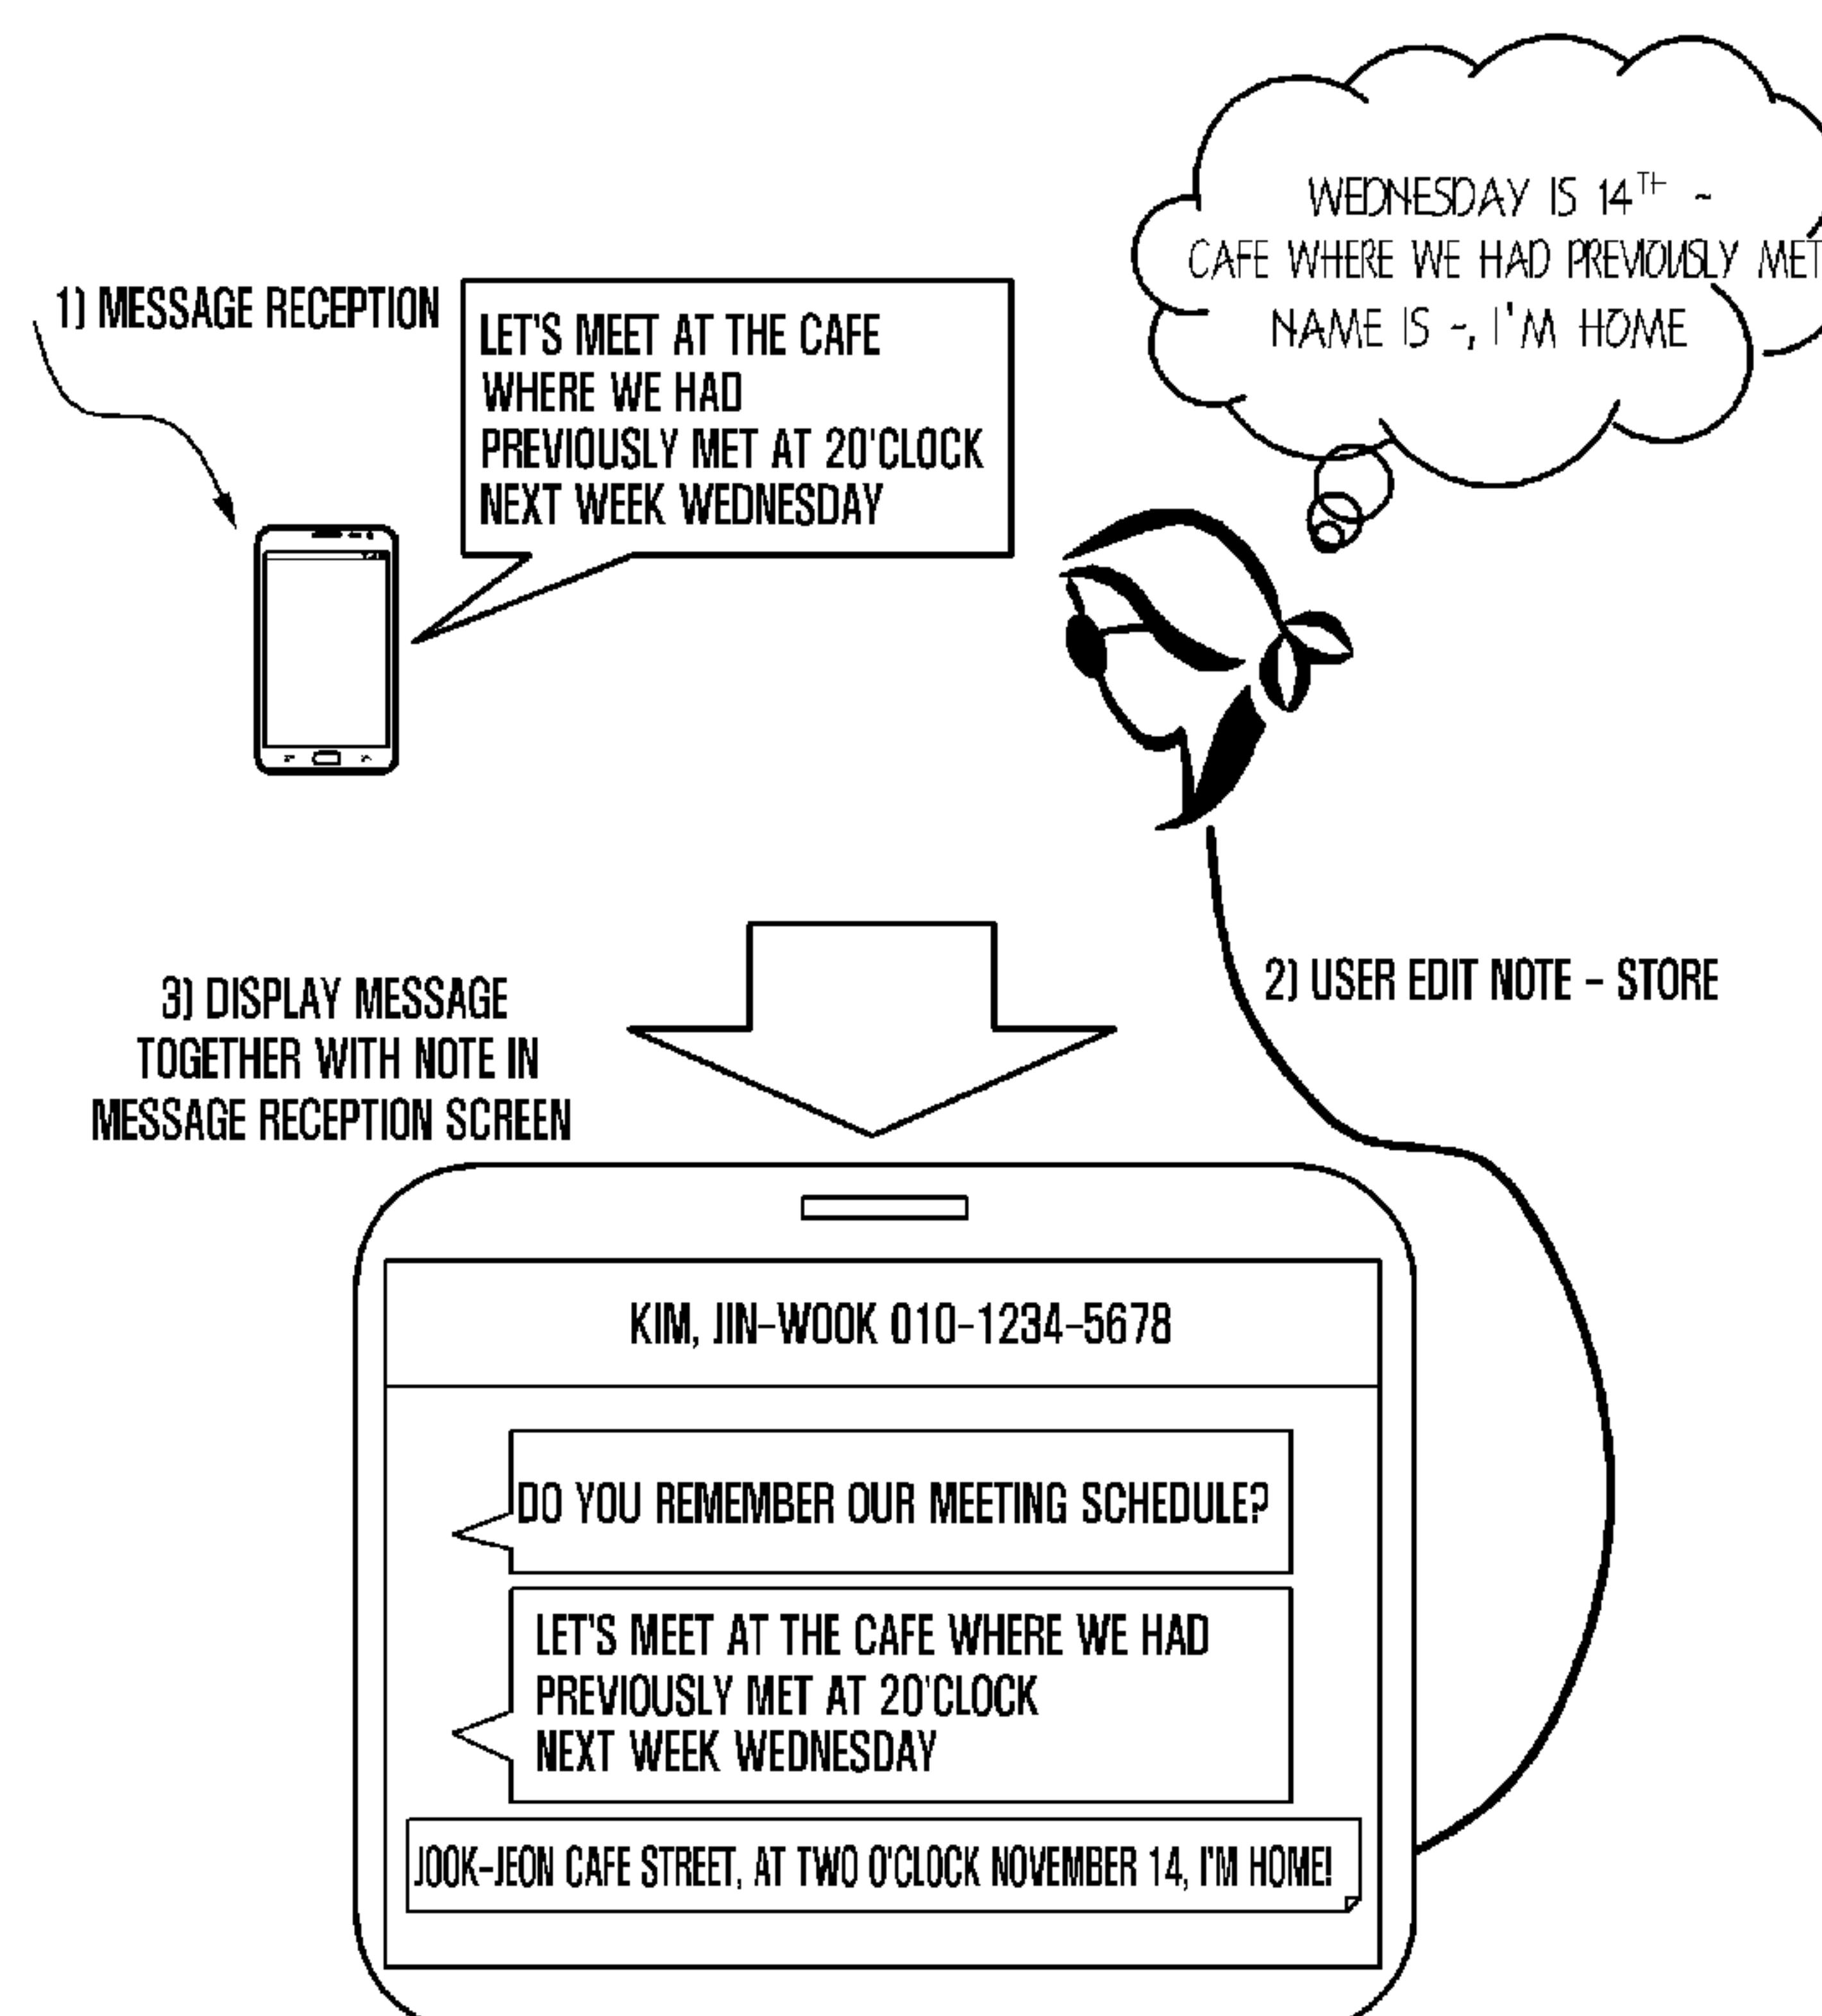 1) MESSAGE RECEPTION
LET'S MEET AT THE CAFE
WHERE WE HAD
PREVIOUSLY MET AT 20'CLOCK
NEXT WEEK WEDNESDAY
WEDNESDAY IS 14TH ~
CAFE WHERE WE HAD PREVIOUSLY MET
NAME IS ~, I'M HOME
2) USER EDIT NOTE - STORE
3) DISPLAY MESSAGE
TOGETHER WITH NOTE IN
MESSAGE RECEPTION SCREEN
KIM, JIN-WOOK 010-1234-5678
DO YOU REMEMBER OUR MEETING SCHEDULE?
LET'S MEET AT THE CAFE WHERE WE HAD
PREVIOUSLY MET AT 20'CLOCK
NEXT WEEK WEDNESDAY
JOOK-JEON CAFE STREET, AT TWO O'CLOCK NOVEMBER 14, I'M HOME!